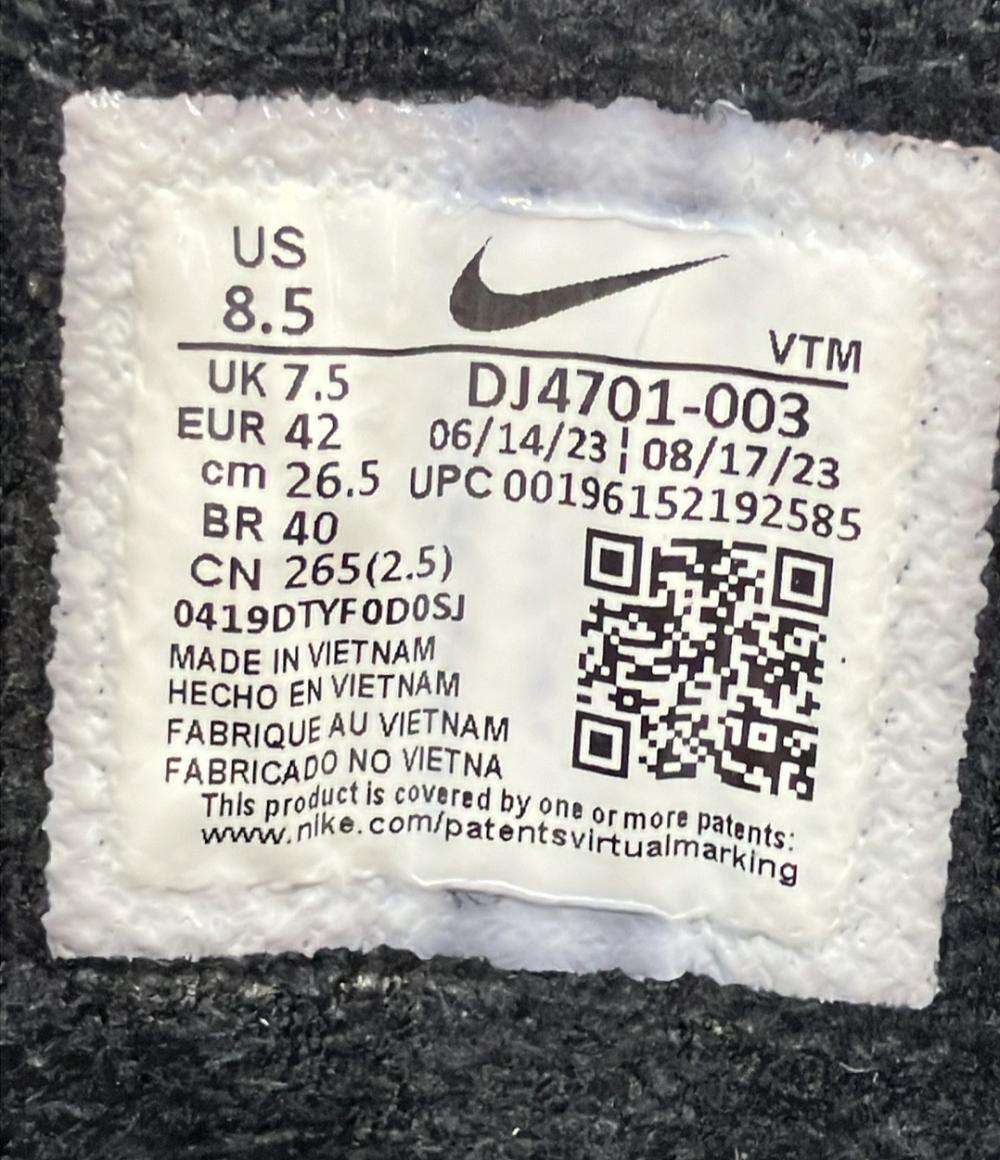 US
8.5
VTM
UK 7.5
DJ4701-003
EUR 42
06/14/23 ¦ 08/17/23
cm 26.5
UPC 00196152192585
BR 40
CN 265(2.5)
0419DTYF0D0SJ
MADE IN VIETNAM
HECHO EN VIETNAM
FABRIQUE AU VIETNAM
FABRICADO NO VIETNA
This product is covered by one or more patents:
www.nike.com/patentsvirtualmarking